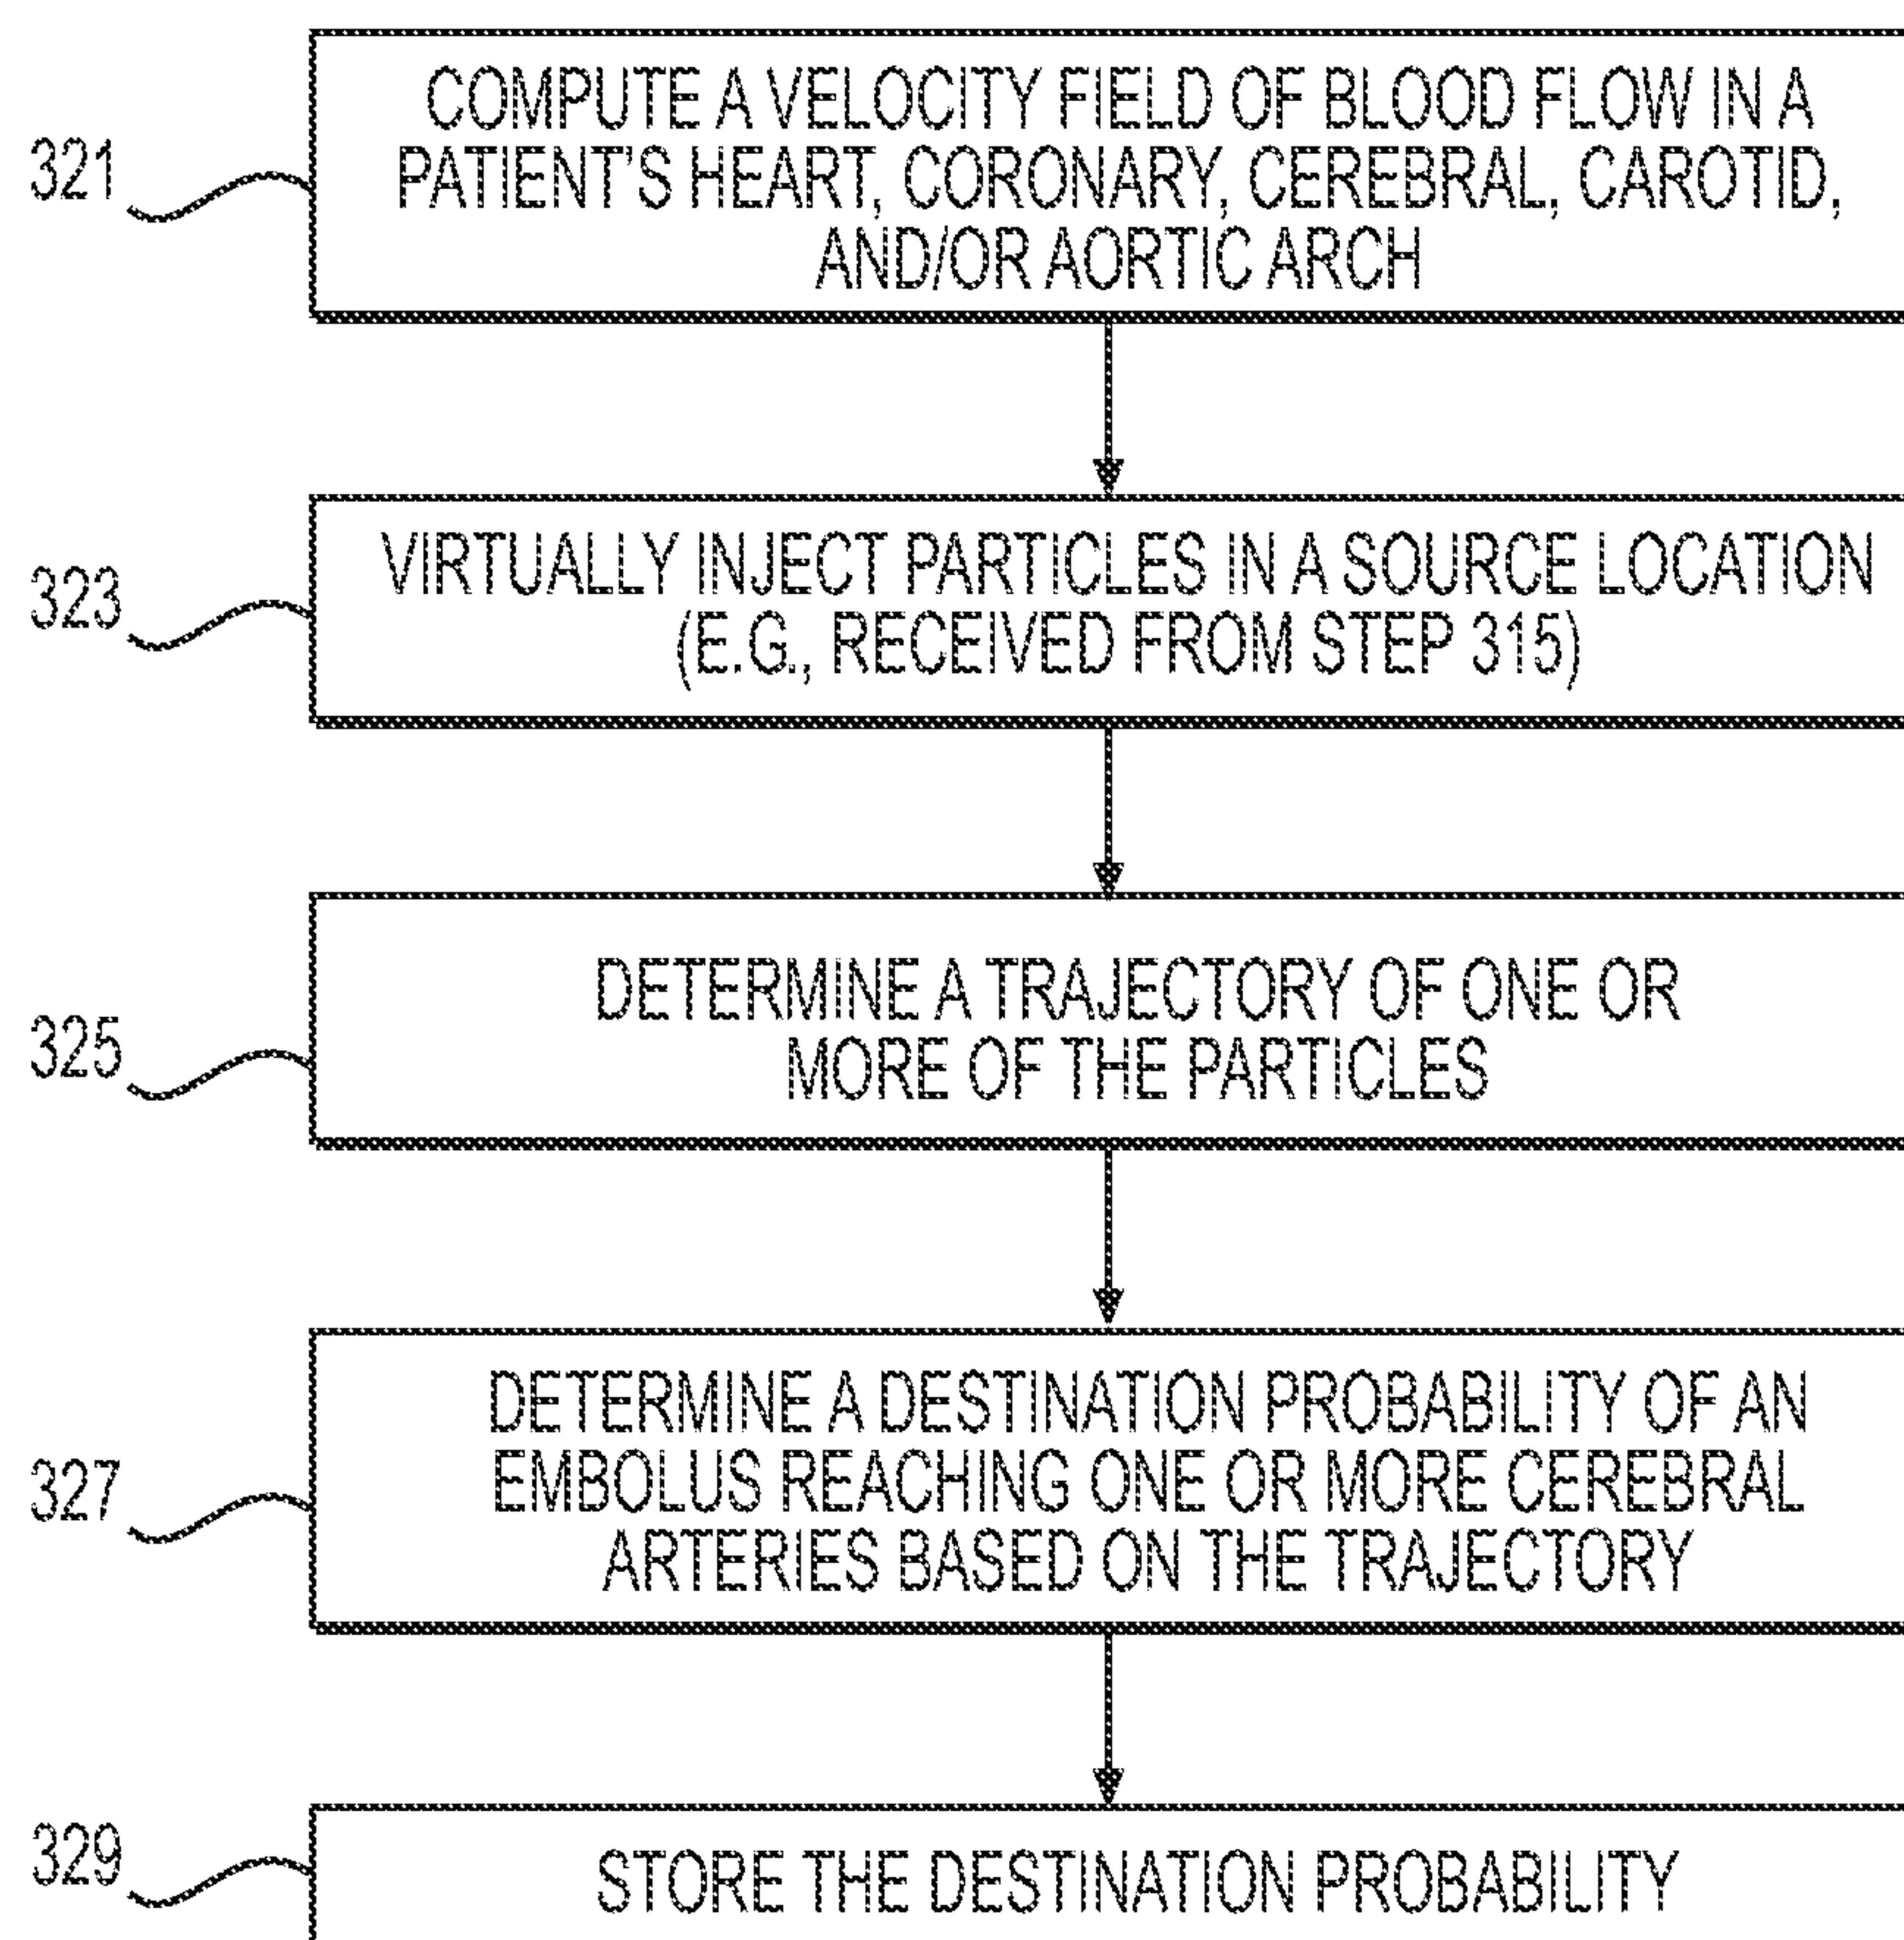 321
COMPUTE A VELOCITY FIELD OF BLOOD FLOW IN A
PATIENT'S HEART, CORONARY, CEREBRAL, CAROTID,
AND/OR AORTIC ARCH
323
VIRTUALLY INJECT PARTICLES IN A SOURCE LOCATION
(E.G., RECEIVED FROM STEP 315)
325
DETERMINE A TRAJECTORY OF ONE OR
MORE OF THE PARTICLES
327
DETERMINE A DESTINATION PROBABILITY OF AN
EMBOLUS REACHING ONE OR MORE CEREBRAL
ARTERIES BASED ON THE TRAJECTORY
329
STORE THE DESTINATION PROBABILITY